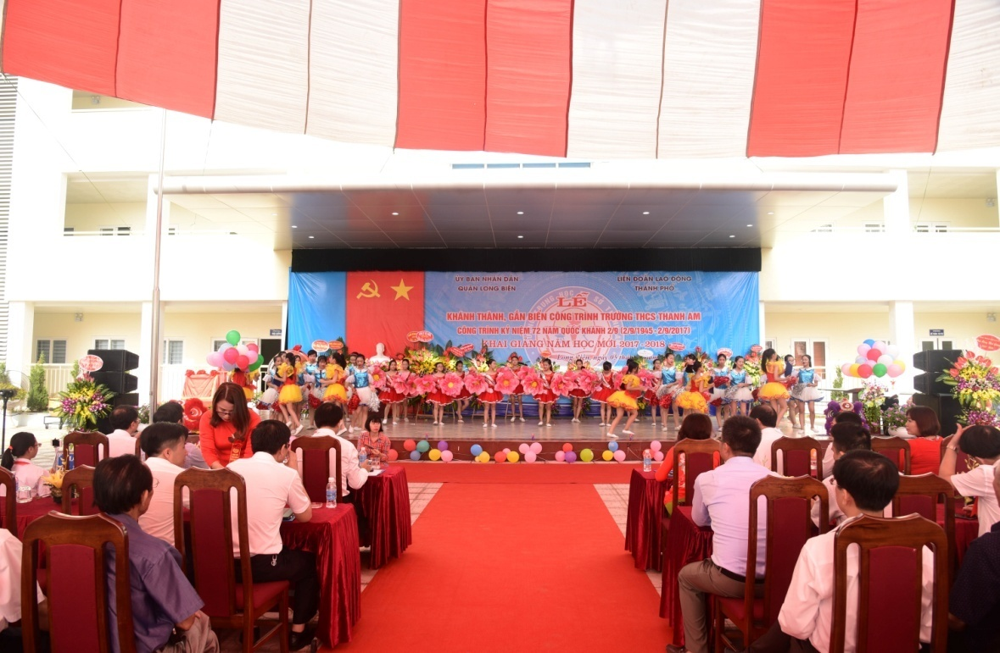 ỦY BAN NHÂN DÂN
QUẬN LONG BIÊN
LIÊN ĐOÀN LAO ĐỘNG
THÀNH PHỐ
LỄ
KHÁNH THÀNH, GẮN BIỂN CÔNG TRÌNH TRƯỜNG THCS THANH AM
CÔNG TRÌNH KỶ NIỆM 72 NĂM QUỐC KHÁNH 2/9 (2/9/1945 - 2/9/2017)
KHAI GIẢNG NĂM HỌC MỚI 2017-2018
Long Biên, ngày 05